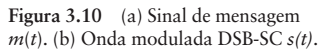 Figura 3.10 (a) Sinal de mensagem
m(t). (b) Onda modulada DSB-SC s(t).